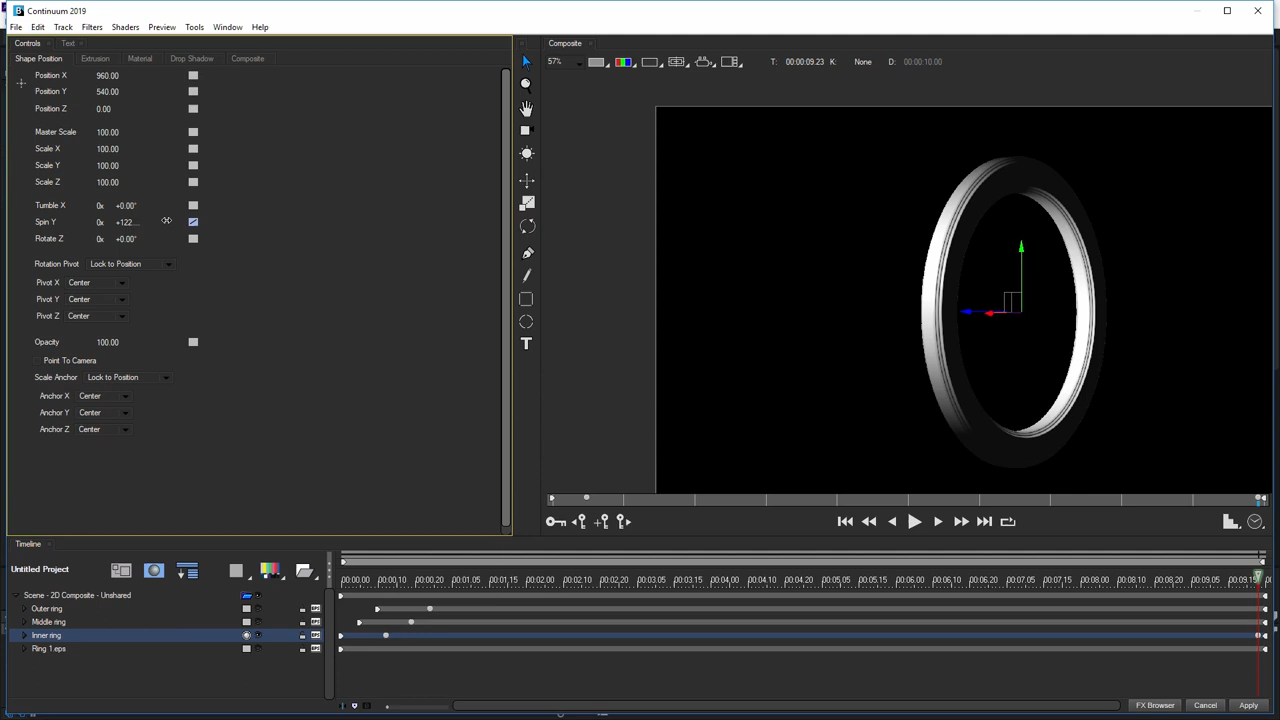 Continuum 2019
File Edit Track Filters Shaders Preview Tools Window Help
Controls Text
Shape Position Extrusion Material Drop Shadow Composite
Position X 960.00
Position Y 540.00
Position Z 0.00
Master Scale 100.00
Scale X 100.00
Scale Y 100.00
Scale Z 100.00
Tumble X 0x +0.00°
Spin Y 0x +122...
Rotate Z 0x +0.00°
Rotation Pivot Lock to Position
Pivot X Center
Pivot Y Center
Pivot Z Center
Opacity 100.00
Point To Camera
Scale Anchor Lock to Position
Anchor X Center
Anchor Y Center
Anchor Z Center
Composite
57% T: 00:00:09.23 K: None D: 00:00:10.00
T
Timeline
Untitled Project
00:00.00 00:00.10 00:00.20 00:01.05 00:01.15 00:02.00 00:02.10 00:02.20 00:03.05 00:03.15 00:04.00 00:04.10 00:04.20 00:05.05 00:05.15 00:06.00 00:06.10 00:06.20 00:07.05 00:07.15 00:08.00 00:08.10 00:08.20 00:09.05
Scene - 2D Composite - Unshared
Outer ring
Middle ring
Inner ring
Ring 1.eps
FX Browser Cancel Apply